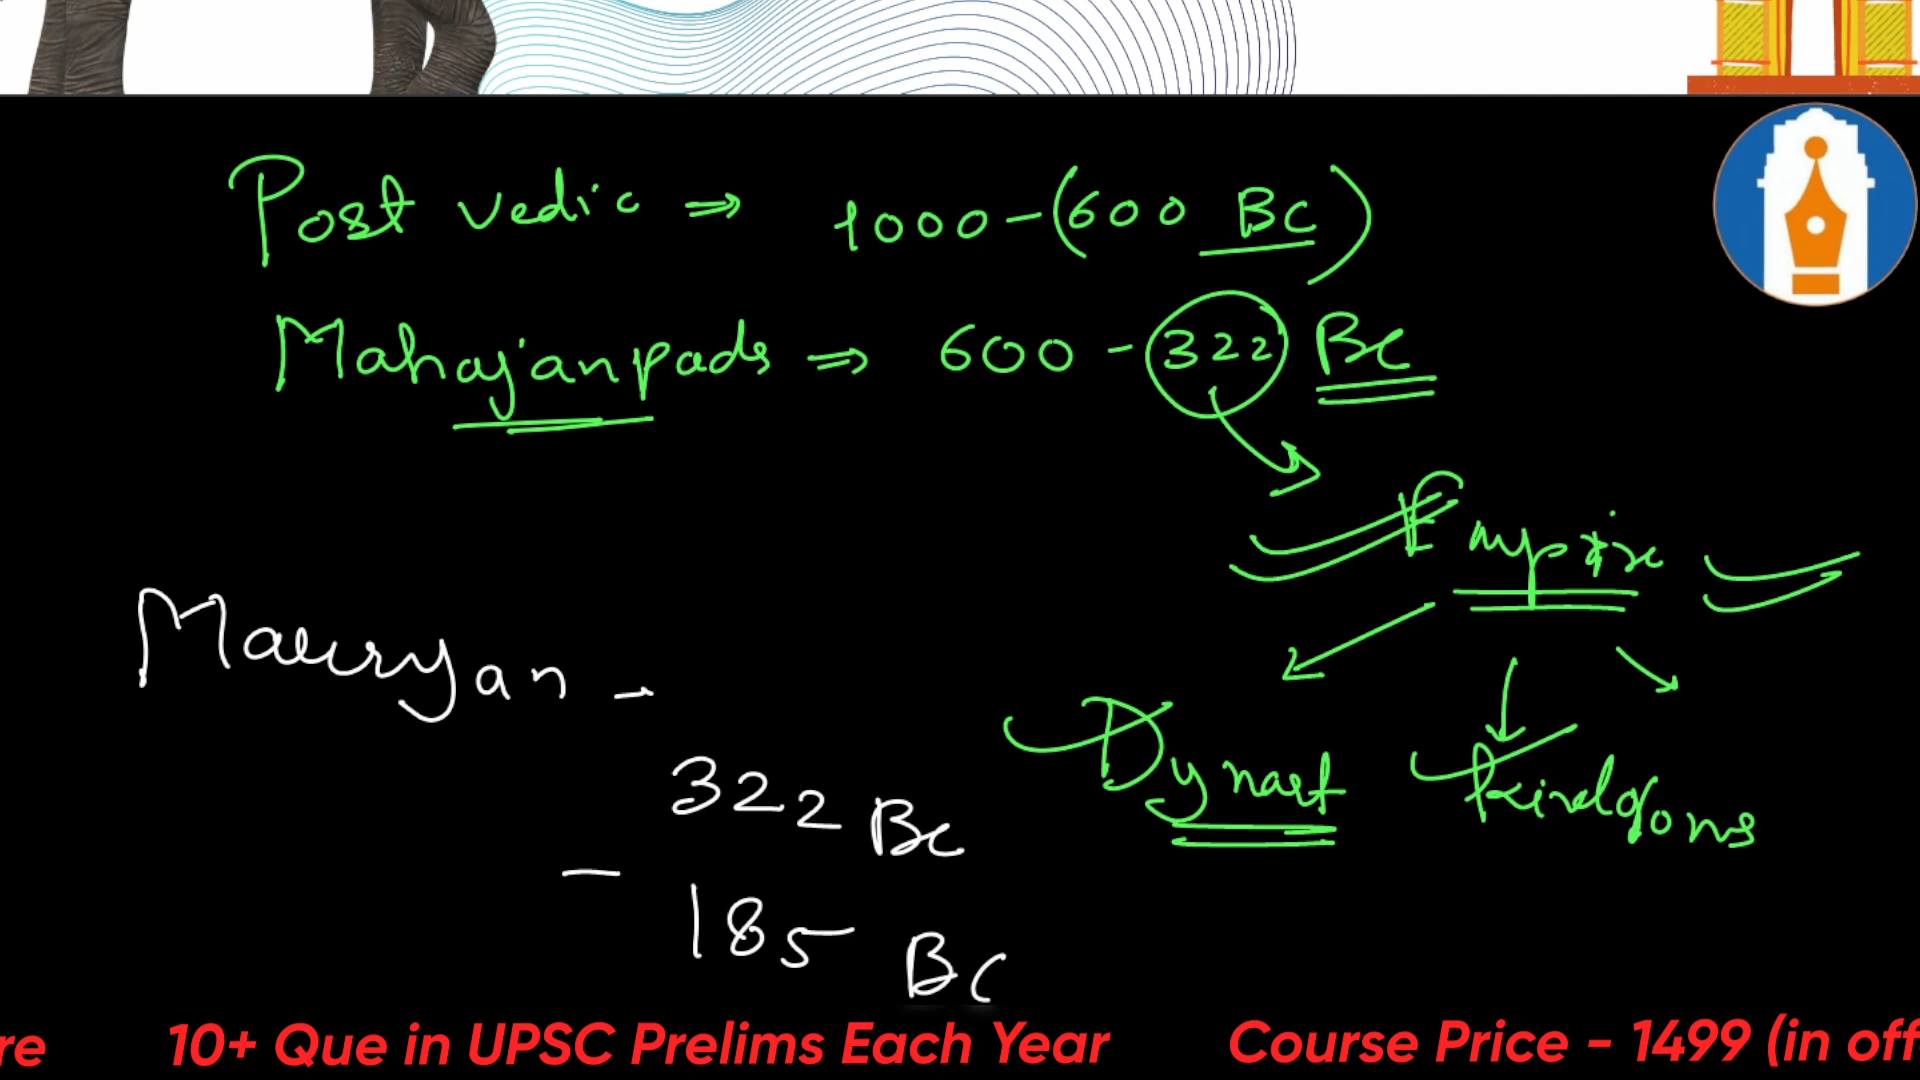 Post vedic ⇒ 1000-(600 BC)
Mahajanpads ⇒ 600-322 BC
Empire
Mauryan -
Dynast Kindgoms
322 BC
- 185 BC
re 10+ Que in UPSC Prelims Each Year Course Price - 1499 (in off